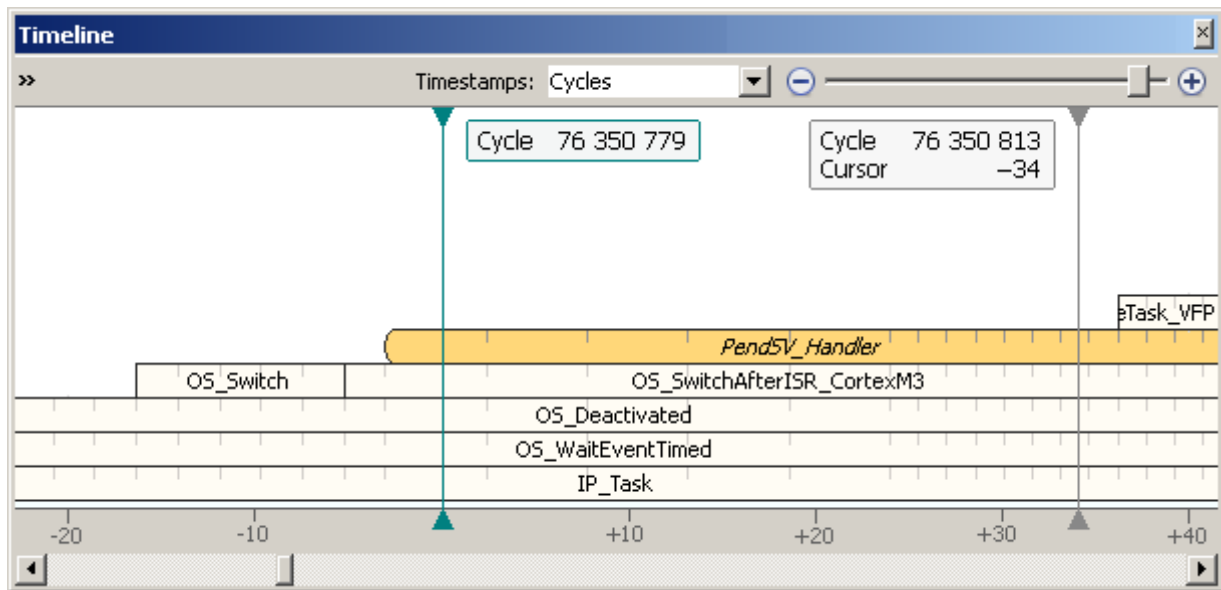 Timeline
» Timestamps: Cycles
Cycle 76 350 779 Cycle 76 350 813
Cursor −34
eTask_VFP
PendSV_Handler
OS_Switch OS_SwitchAfterISR_CortexM3
OS_Deactivated
OS_WaitEventTimed
IP_Task
-20 -10 +10 +20 +30 +40